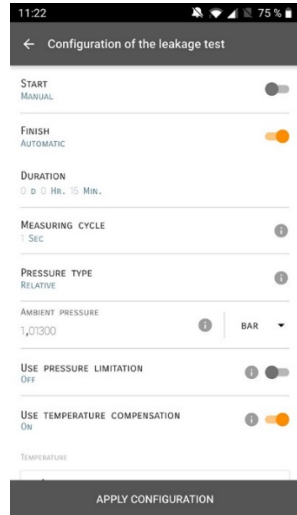 11:22 75 %
Configuration of the leakage test
START
MANUAL
FINISH
AUTOMATIC
DURATION
0 D 0 HR. 15 MIN.
MEASURING CYCLE
1 SEC
PRESSURE TYPE
RELATIVE
AMBIENT PRESSURE
1,01300 BAR
USE PRESSURE LIMITATION
OFF
USE TEMPERATURE COMPENSATION
ON
TEMPERATURE
APPLY CONFIGURATION